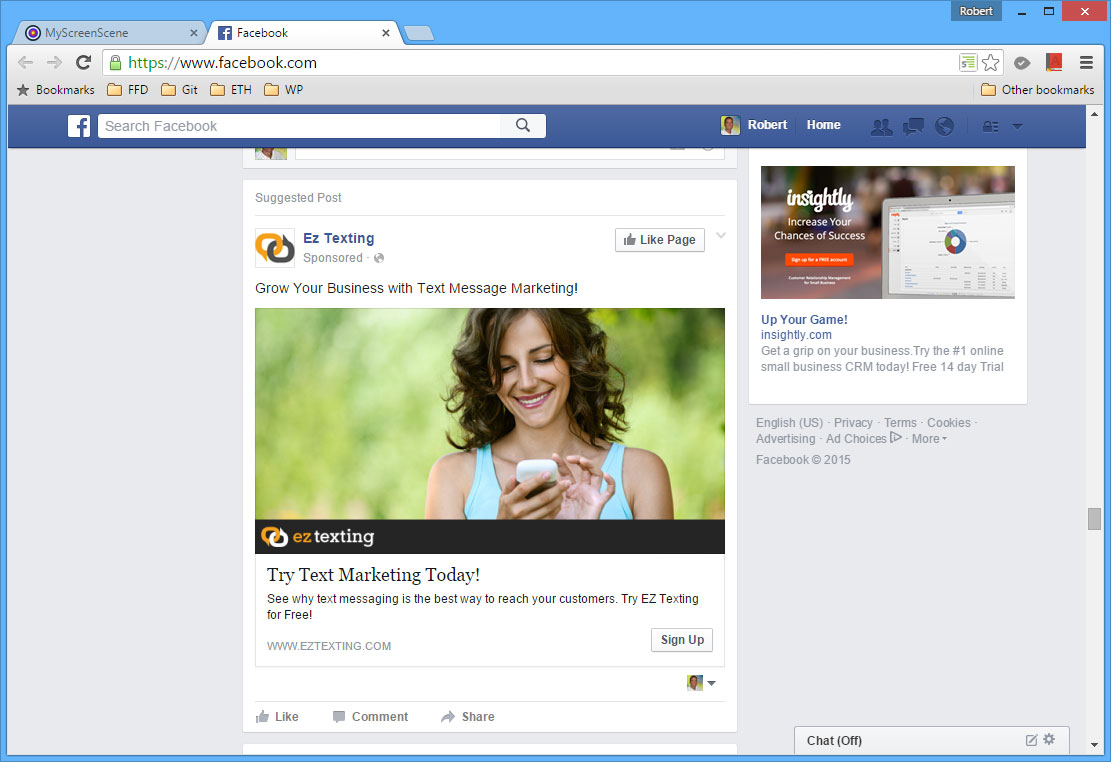 Robert
MyScreenScene
Facebook
https://www.facebook.com
Bookmarks FFD Git ETH WP Other bookmarks
Search Facebook
Robert Home
Suggested Post
Ez Texting
Sponsored ·
Like Page
Grow Your Business with Text Message Marketing!
ez texting
Try Text Marketing Today!
See why text messaging is the best way to reach your customers. Try EZ Texting
for Free!
WWW.EZTEXTING.COM
Sign Up
Like Comment Share
insightly
Increase Your
Chances of Success
Sign up for a FREE account
Customer Relationship Management
for Small Business
Up Your Game!
insightly.com
Get a grip on your business.Try the #1 online
small business CRM today! Free 14 day Trial
English (US) · Privacy · Terms · Cookies ·
Advertising · Ad Choices · More
Facebook © 2015
Chat (Off)